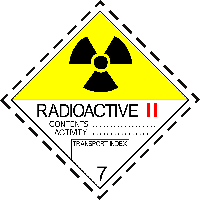 RADIOACTIVE II
CONTENTS....................
ACTIVITY....................
TRANSPORT INDEX
7